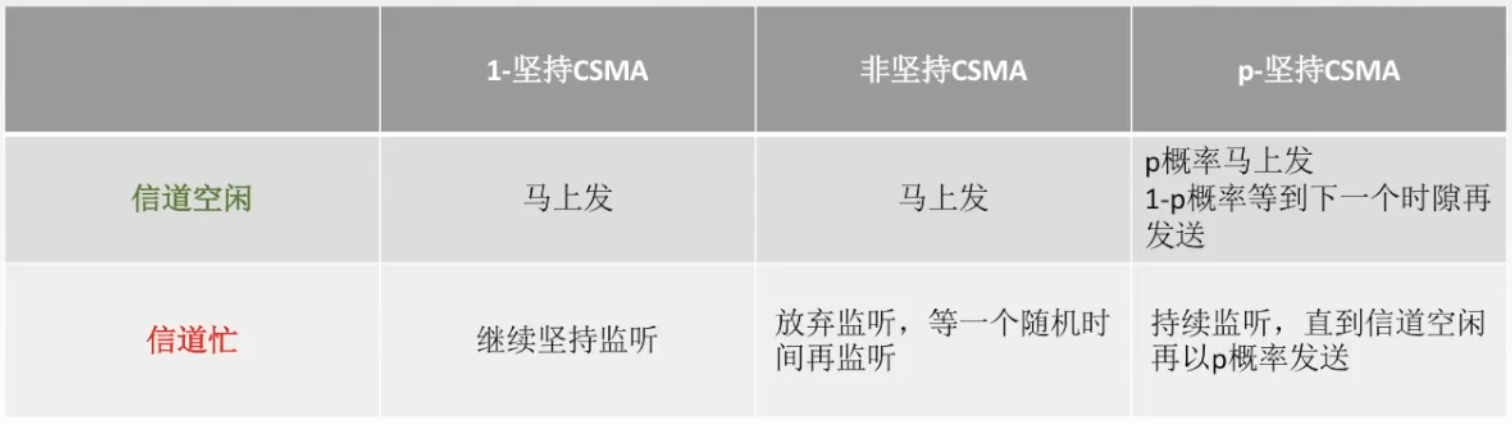 1-坚持CSMA
非坚持CSMA
p-坚持CSMA
信道空闲
马上发
马上发
p概率马上发
1-p概率等到下一个时隙再
发送
信道忙
继续坚持监听
放弃监听，等一个随机时
间再监听
持续监听，直到信道空闲
再以p概率发送